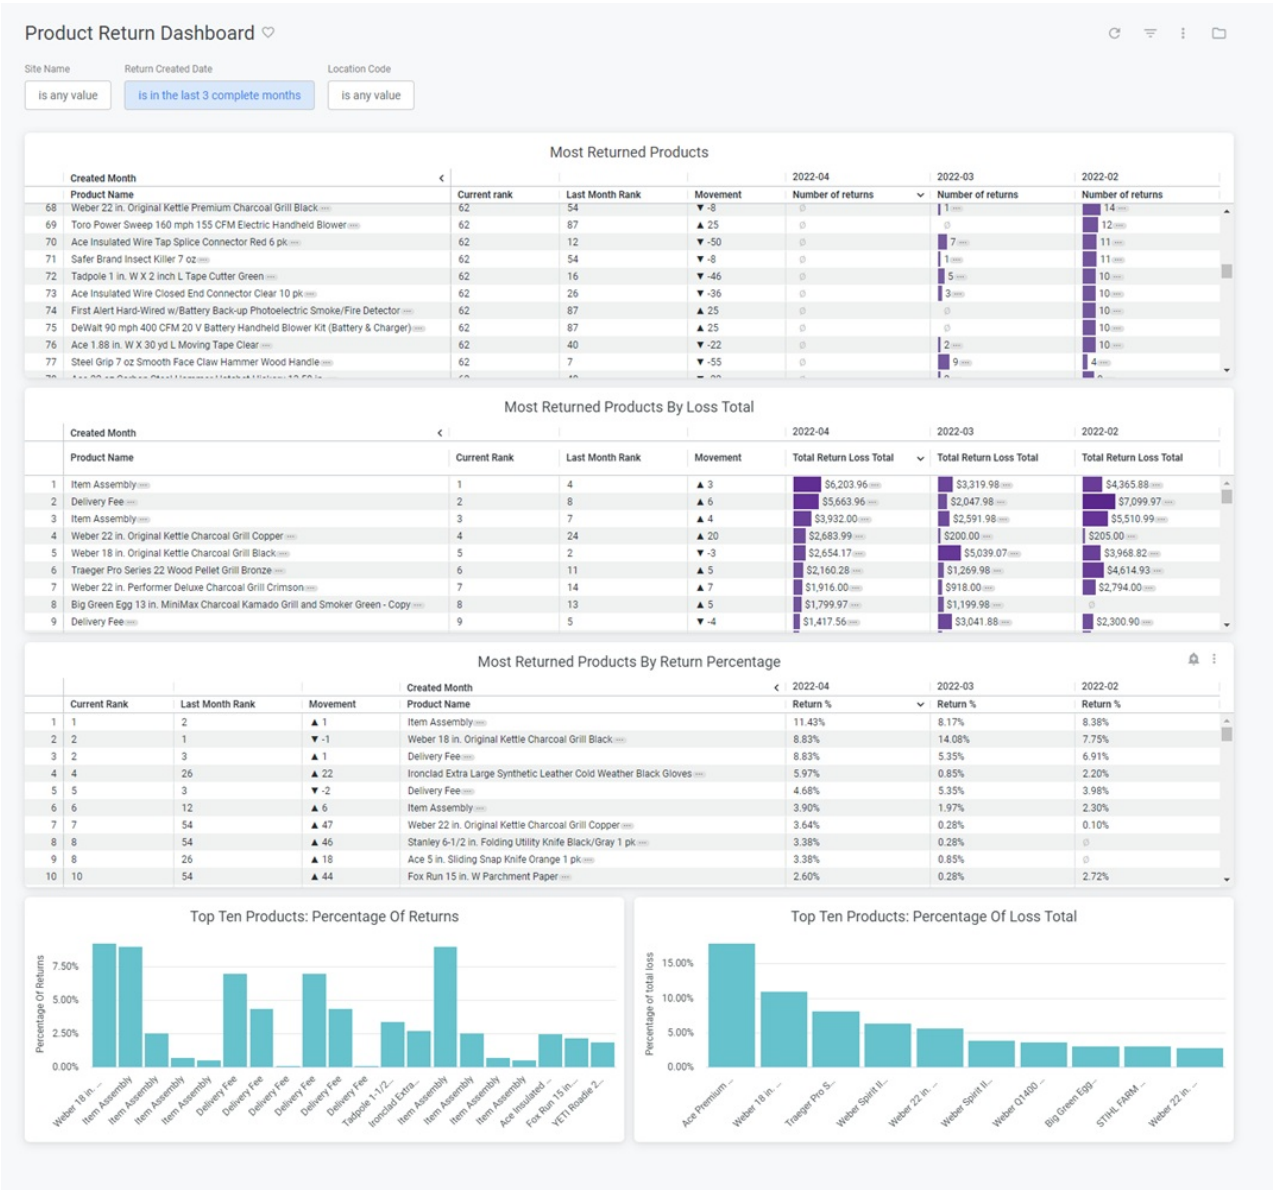 Product Return Dashboard
Site Name Return Created Date Location Code
is any value is in the last 3 complete months is any value
Most Returned Products
Created Month 2022-04 2022-03 2022-02
Product Name Current rank Last Month Rank Movement Number of returns Number of returns Number of returns
68 Weber 22 in. Original Kettle Premium Charcoal Grill Black 62 54 ▼ -8 ∅ 1 14
69 Toro Power Sweep 160 mph 155 CFM Electric Handheld Blower 62 87 ▲ 25 ∅ ∅ 12
70 Ace Insulated Wire Tap Splice Connector Red 6 pk 62 12 ▼ -50 ∅ 7 11
71 Safer Brand Insect Killer 7 oz 62 54 ▼ -8 ∅ 1 11
72 Tadpole 1 in. W X 2 inch L Tape Cutter Green 62 16 ▼ -46 ∅ 5 10
73 Ace Insulated Wire Closed End Connector Clear 10 pk 62 26 ▼ -36 ∅ 3 10
74 First Alert Hard-Wired w/Battery Back-up Photoelectric Smoke/Fire Detector 62 87 ▲ 25 ∅ ∅ 10
75 DeWalt 90 mph 400 CFM 20 V Battery Handheld Blower Kit (Battery & Charger) 62 87 ▲ 25 ∅ ∅ 10
76 Ace 1.88 in. W X 30 yd L Moving Tape Clear 62 40 ▼ -22 ∅ 2 10
77 Steel Grip 7 oz Smooth Face Claw Hammer Wood Handle 62 7 ▼ -55 ∅ 9 4
Most Returned Products By Loss Total
Created Month 2022-04 2022-03 2022-02
Product Name Current Rank Last Month Rank Movement Total Return Loss Total Total Return Loss Total Total Return Loss Total
1 Item Assembly 1 4 ▲ 3 $6,203.96 $3,319.98 $4,365.88
2 Delivery Fee 2 8 ▲ 6 $5,663.96 $2,047.98 $7,099.97
3 Item Assembly 3 7 ▲ 4 $3,932.00 $2,591.98 $5,510.99
4 Weber 22 in. Original Kettle Charcoal Grill Copper 4 24 ▲ 20 $2,683.99 $200.00 $205.00
5 Weber 18 in. Original Kettle Charcoal Grill Black 5 2 ▼ -3 $2,654.17 $5,039.07 $3,968.82
6 Traeger Pro Series 22 Wood Pellet Grill Bronze 6 11 ▲ 5 $2,160.28 $1,269.98 $4,614.93
7 Weber 22 in. Performer Deluxe Charcoal Grill Crimson 7 14 ▲ 7 $1,916.00 $918.00 $2,794.00
8 Big Green Egg 13 in. MiniMax Charcoal Kamado Grill and Smoker Green - Copy 8 13 ▲ 5 $1,799.97 $1,199.98 ∅
9 Delivery Fee 9 5 ▼ -4 $1,417.56 $3,041.88 $2,300.90
Most Returned Products By Return Percentage
Created Month 2022-04 2022-03 2022-02
Current Rank Last Month Rank Movement Product Name Return % Return % Return %
1 1 2 ▲ 1 Item Assembly 11.43% 8.17% 8.38%
2 2 1 ▼ -1 Weber 18 in. Original Kettle Charcoal Grill Black 8.83% 14.08% 7.75%
3 2 3 ▲ 1 Delivery Fee 8.83% 5.35% 6.91%
4 4 26 ▲ 22 Ironclad Extra Large Synthetic Leather Cold Weather Black Gloves 5.97% 0.85% 2.20%
5 5 3 ▼ -2 Delivery Fee 4.68% 5.35% 3.98%
6 6 12 ▲ 6 Item Assembly 3.90% 1.97% 2.30%
7 7 54 ▲ 47 Weber 22 in. Original Kettle Charcoal Grill Copper 3.64% 0.28% 0.10%
8 8 54 ▲ 46 Stanley 6-1/2 in. Folding Utility Knife Black/Gray 1 pk 3.38% 0.28% ∅
9 8 26 ▲ 18 Ace 5 in. Sliding Snap Knife Orange 1 pk 3.38% 0.85% ∅
10 10 54 ▲ 44 Fox Run 15 in. W Parchment Paper 2.60% 0.28% 2.72%
Top Ten Products: Percentage Of Returns
Percentage Of Returns
7.50%
5.00%
2.50%
0.00%
Weber 18 in. ...
Item Assembly
Item Assembly
Item Assembly
Item Assembly
Delivery Fee
Delivery Fee
Delivery Fee
Delivery Fee
Delivery Fee
Delivery Fee
Tadpole 1-1/2...
Ironclad Extra...
Item Assembly
Item Assembly
Item Assembly
Item Assembly
Ace Insulated ...
Fox Run 15 in...
YETI Roadie 2...
Top Ten Products: Percentage Of Loss Total
Percentage of total loss
15.00%
10.00%
5.00%
0.00%
Ace Premium ...
Weber 18 in. ...
Traeger Pro S...
Weber Spirit II...
Weber 22 in. ...
Weber Spirit II...
Weber Q1400 ...
Big Green Egg...
STIHL FARM ...
Weber 22 in. ...